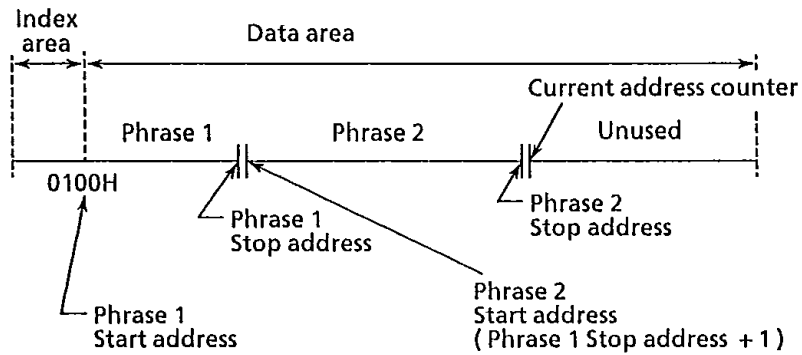 Index
area
Data area
Current address counter
Phrase 1
Phrase 2
Unused
0100H
Phrase 1
Stop address
Phrase 2
Stop address
Phrase 2
Start address
( Phrase 1 Stop address + 1 )
Phrase 1
Start address